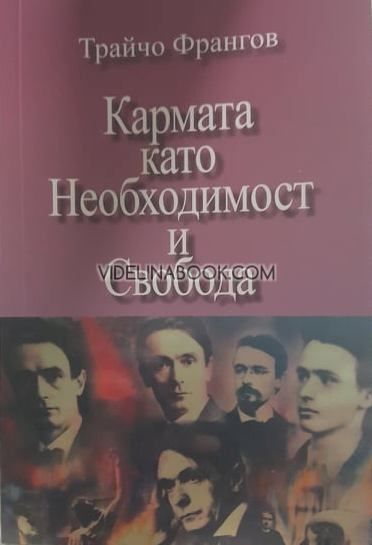 Трайчо Франгов
Кармата
като
Необходимост
и
VIDELINABOOK.COM
Свобода